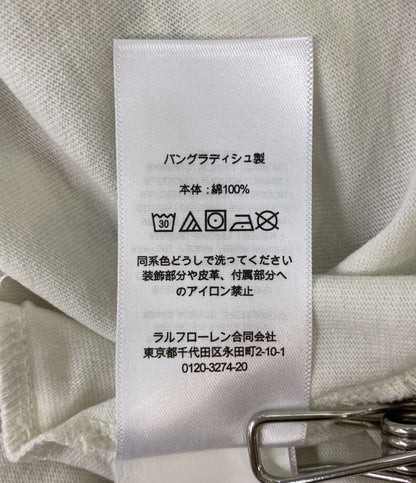 バングラディシュ製
本体：綿100%
30
同系色どうしで洗ってください
装飾部分や皮革、付属部分へ
のアイロン禁止
ラルフローレン合同会社
東京都千代田区永田町2-10-1
0120-3274-20